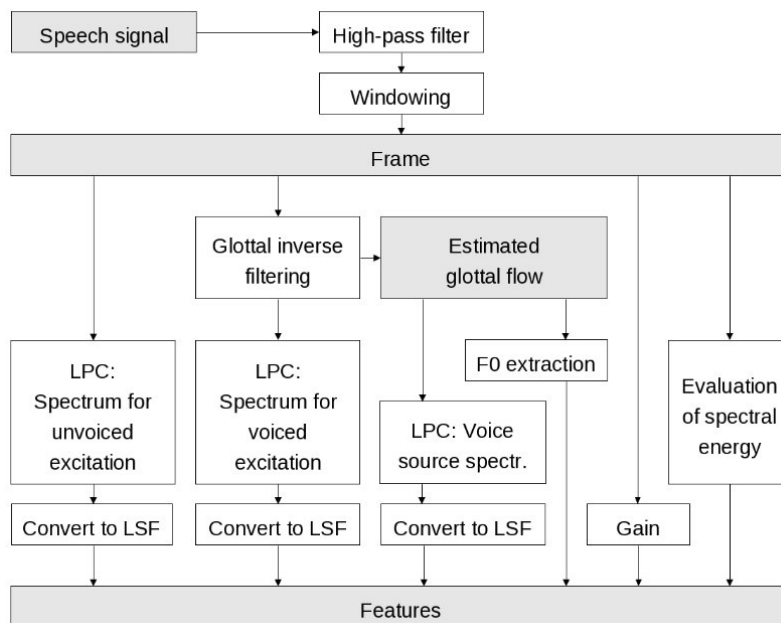 Speech signal
High-pass filter
Windowing
Frame
Glottal inverse
filtering
Estimated
glottal flow
LPC:
Spectrum for
unvoiced
excitation
LPC:
Spectrum for
voiced
excitation
LPC: Voice
source spectr.
F0 extraction
Evaluation
of spectral
energy
Convert to LSF
Convert to LSF
Convert to LSF
Gain
Features